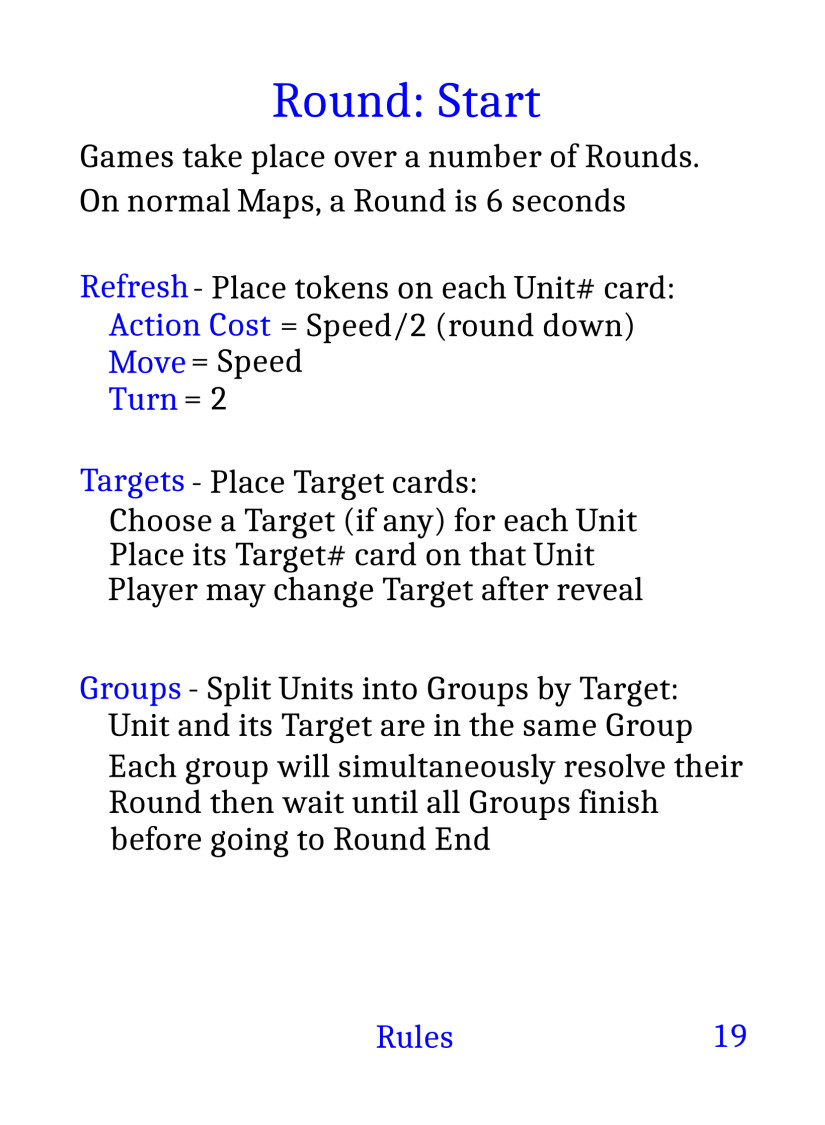 Round: Start
Games take place over a number of Rounds.
On normal Maps, a Round is 6 seconds
Refresh - Place tokens on each Unit# card:
Action Cost = Speed/2 (round down)
Move = Speed
Turn = 2
Targets - Place Target cards:
Choose a Target (if any) for each Unit
Place its Target# card on that Unit
Player may change Target after reveal
Groups - Split Units into Groups by Target:
Unit and its Target are in the same Group
Each group will simultaneously resolve their
Round then wait until all Groups finish
before going to Round End
Rules 19